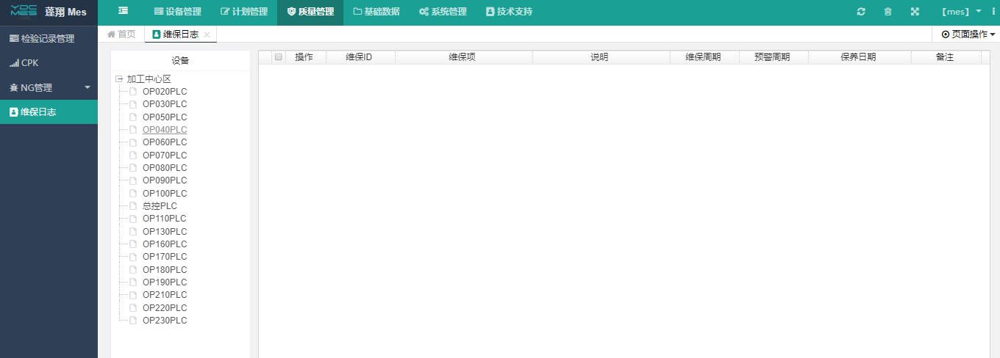 YDC MES 蓬翔 Mes 设备管理 计划管理 质量管理 基础数据 系统管理 技术支持 【mes】
检验记录管理
CPK
NG管理
维保日志
首页 维保日志 页面操作
设备
加工中心区
OP020PLC
OP030PLC
OP050PLC
OP040PLC
OP060PLC
OP070PLC
OP080PLC
OP090PLC
OP100PLC
总控PLC
OP110PLC
OP130PLC
OP160PLC
OP170PLC
OP180PLC
OP190PLC
OP210PLC
OP220PLC
OP230PLC
操作 维保ID 维保项 说明 维保周期 预警周期 保养日期 备注